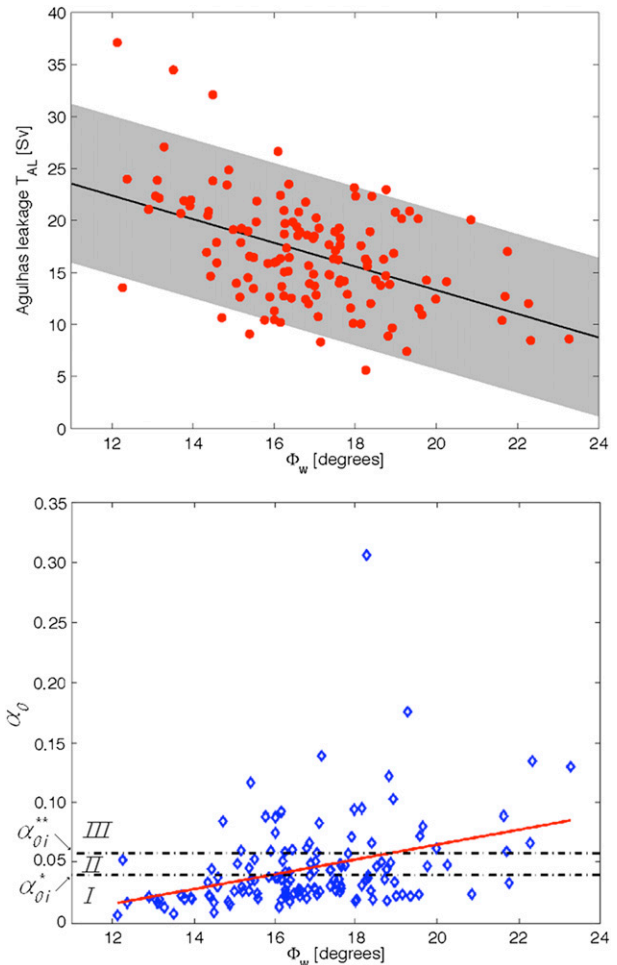 40
35
30
25
20
15
10
5
0
Agulhas leakage T_AL [Sv]
12 14 16 18 20 22 24
Φ_w [degrees]
0.35
0.30
0.25
0.20
0.15
0.10
0.05
0
α_0
α_0i^**
α_0i^*
III
II
I
12 14 16 18 20 22 24
Φ_w [degrees]